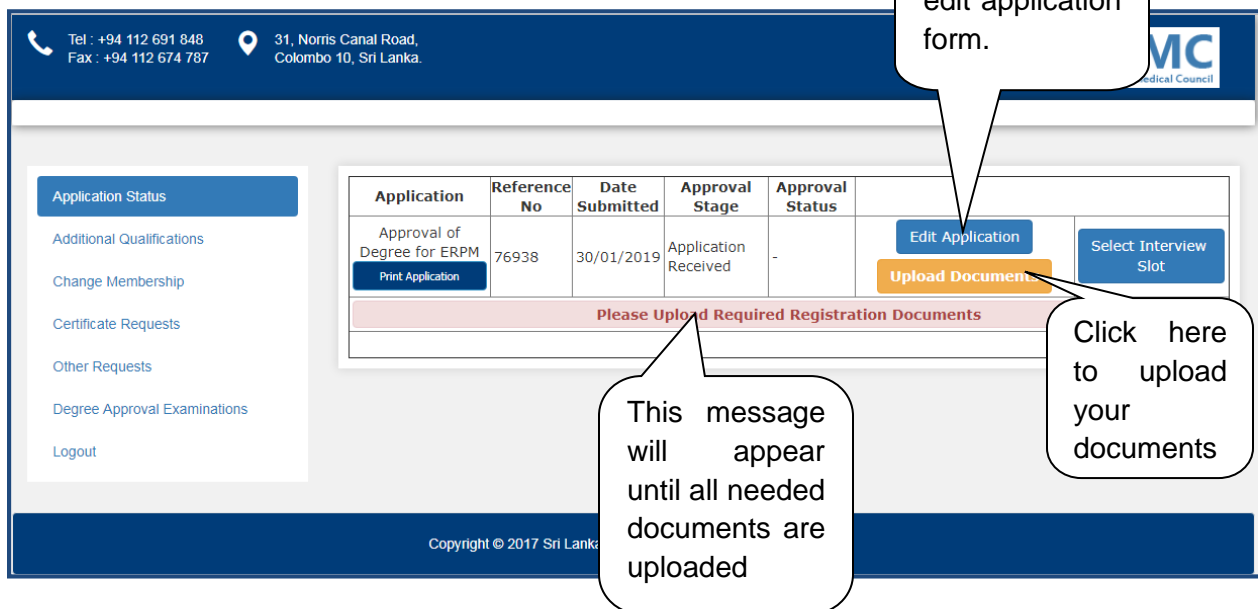 edit application
form.
Tel : +94 112 691 848
Fax : +94 112 674 787
31, Norris Canal Road,
Colombo 10, Sri Lanka.
MC
edical Council
Application Status
Additional Qualifications
Change Membership
Certificate Requests
Other Requests
Degree Approval Examinations
Logout
Application
Reference
No
Date
Submitted
Approval
Stage
Approval
Status
Approval of
Degree for ERPM
Print Application
76938
30/01/2019
Application
Received
-
Edit Application
Upload Document
Select Interview
Slot
Please Upload Required Registration Documents
Click here
to upload
your
documents
This message
will appear
until all needed
documents are
uploaded
Copyright © 2017 Sri Lanka